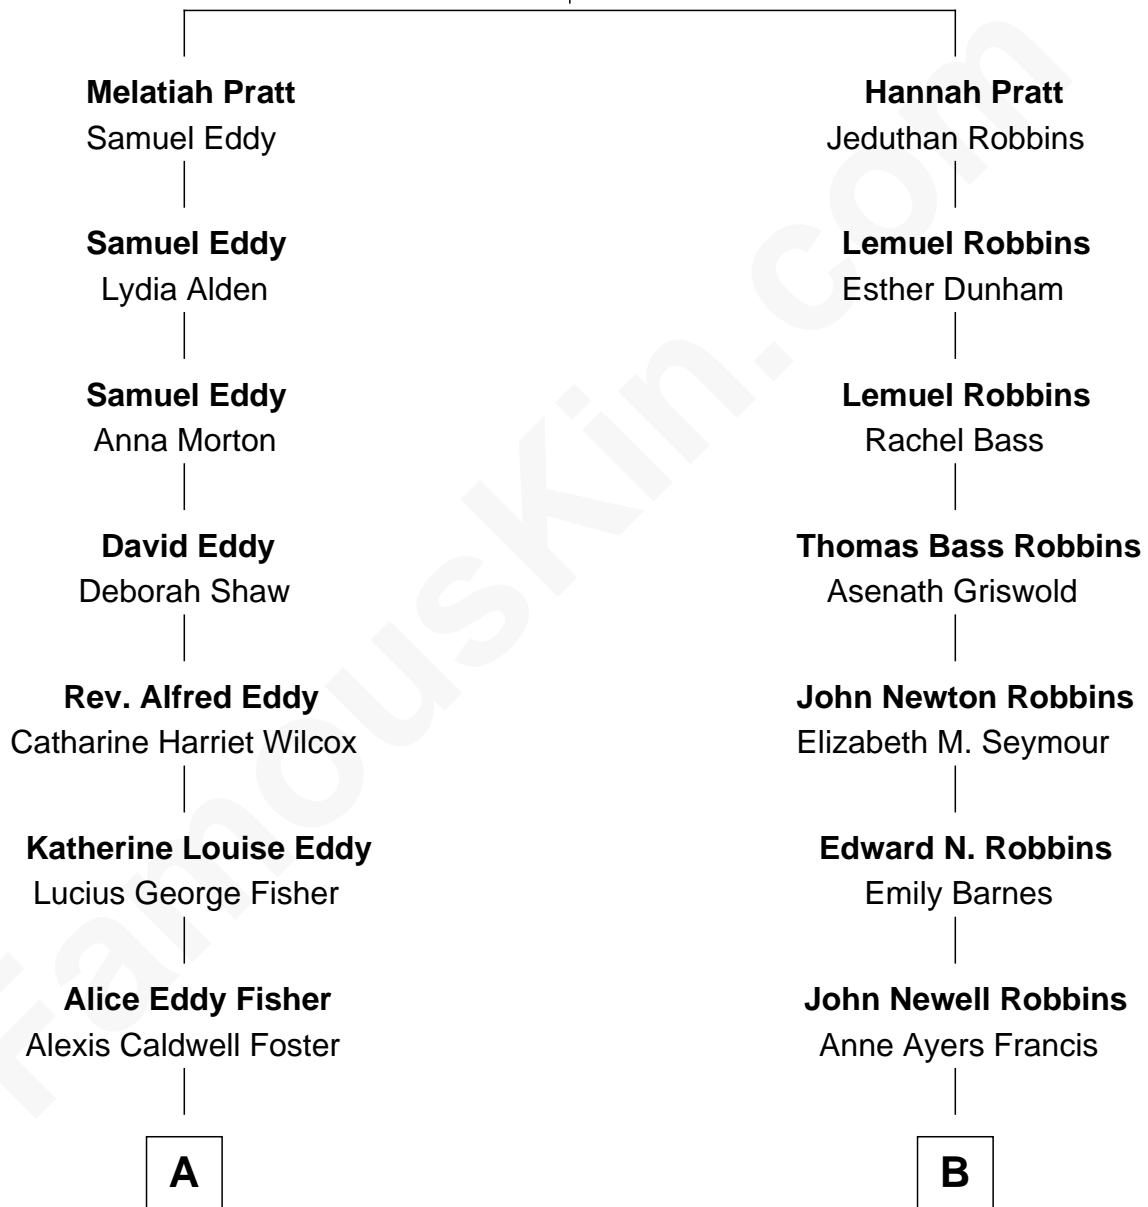 Melatiah Pratt
Samuel Eddy
Samuel Eddy
Lydia Alden
Samuel Eddy
Anna Morton
David Eddy
Deborah Shaw
Rev. Alfred Eddy
Catharine Harriet Wilcox
Katherine Louise Eddy
Lucius George Fisher
Alice Eddy Fisher
Alexis Caldwell Foster
A
Hannah Pratt
Jeduthan Robbins
Lemuel Robbins
Esther Dunham
Lemuel Robbins
Rachel Bass
Thomas Bass Robbins
Asenath Griswold
John Newton Robbins
Elizabeth M. Seymour
Edward N. Robbins
Emily Barnes
John Newell Robbins
Anne Ayers Francis
B
FamousKin.com